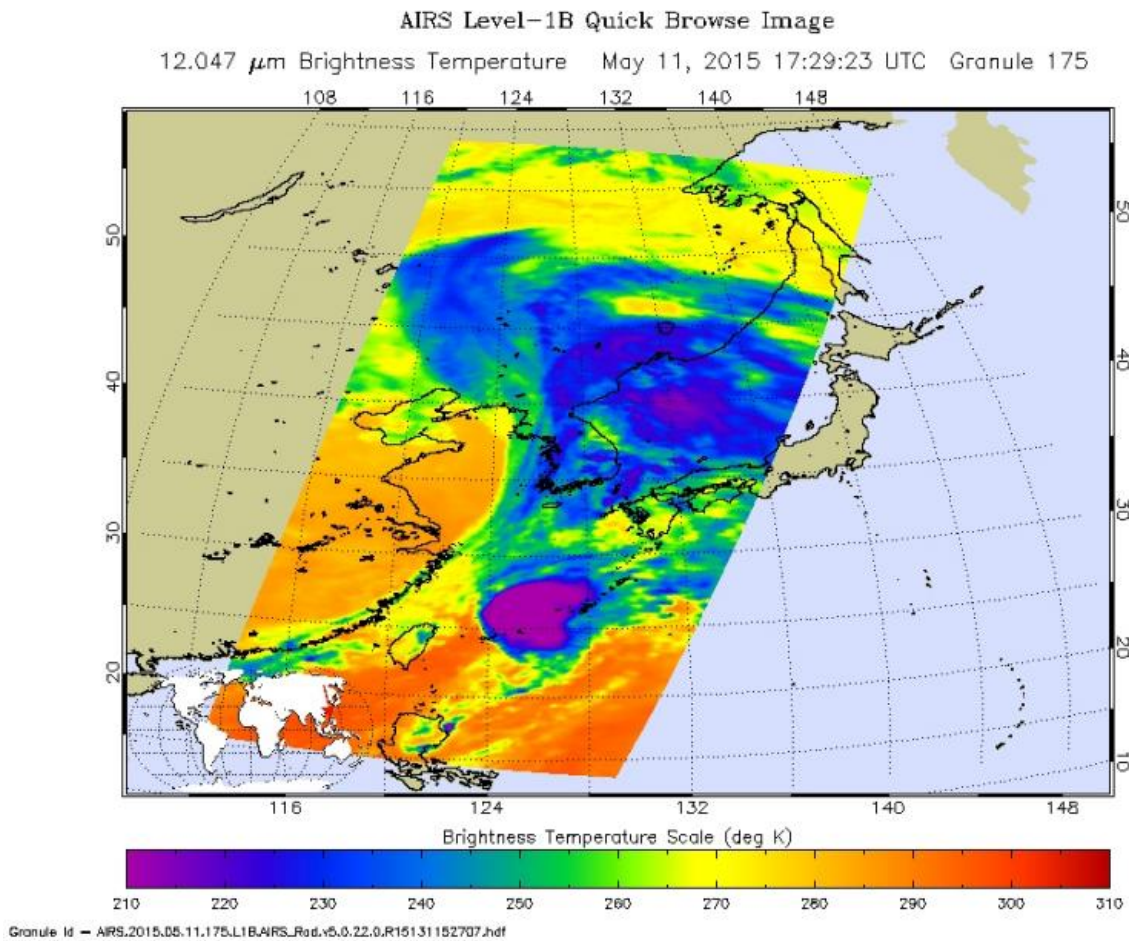 AIRS Level-1B Quick Browse Image
12.047 μm Brightness Temperature May 11, 2015 17:29:23 UTC Granule 175
108 116 124 132 140 148
50 50
40 40
30 30
20 20
10
116 124 132 140 148
Brightness Temperature Scale (deg K)
210 220 230 240 250 260 270 280 290 300 310
Granule Id - AIRS.2015.05.11.175.L1B.AIRS_Rad.v5.0.22.0.R15131152707.hdf